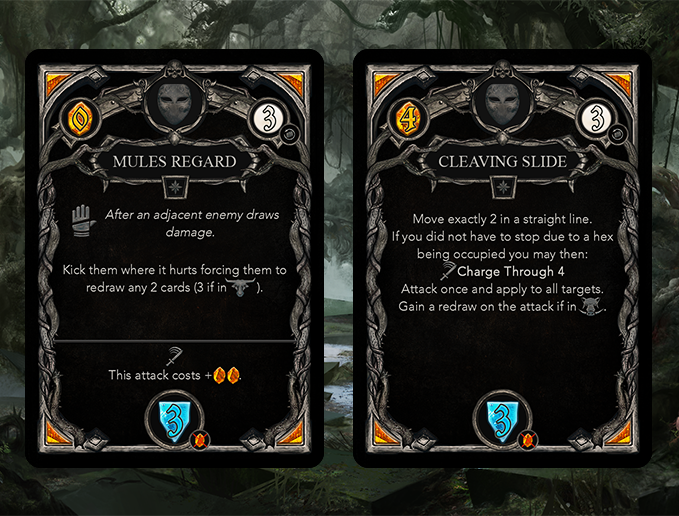 0
3
MULES REGARD
After an adjacent enemy draws
damage.
Kick them where it hurts forcing them to
redraw any 2 cards (3 if in ).
This attack costs + .
3
4
3
CLEAVING SLIDE
Move exactly 2 in a straight line.
If you did not have to stop due to a hex
being occupied you may then:
Charge Through 4
Attack once and apply to all targets.
Gain a redraw on the attack if in .
3